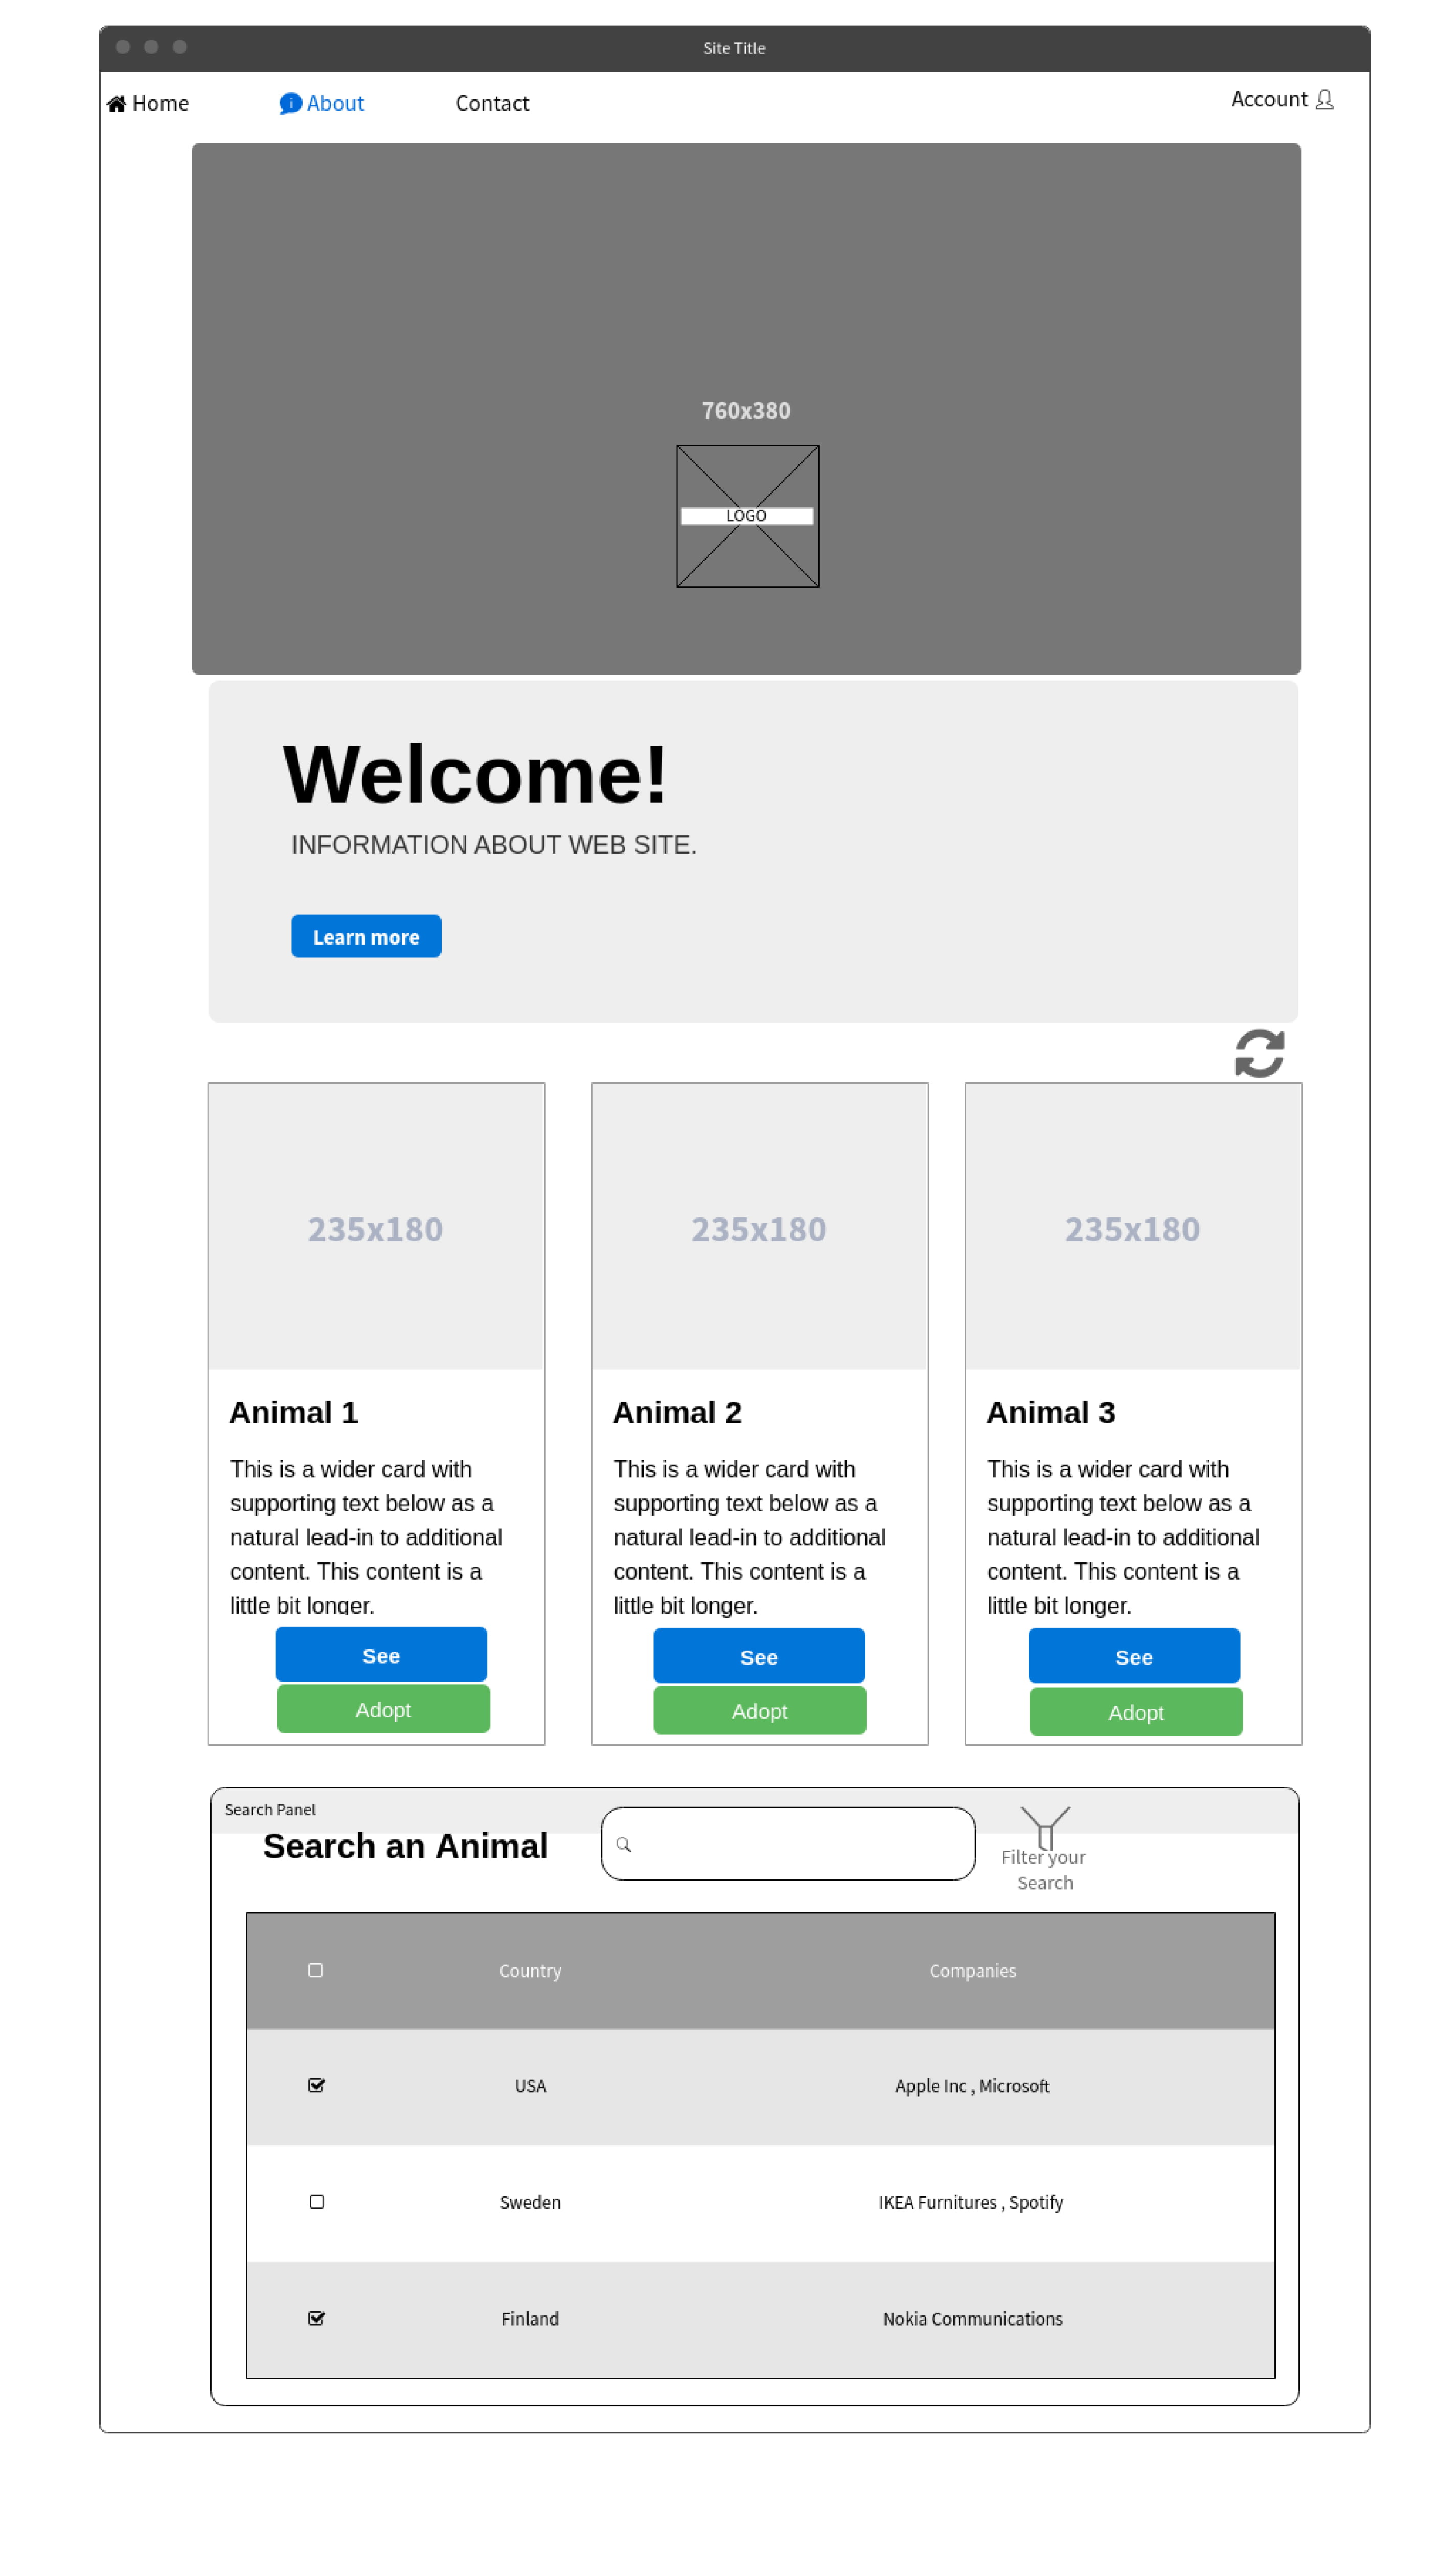 Site Title
Home About Contact Account
760x380
LOGO
Welcome!
INFORMATION ABOUT WEB SITE.
Learn more
235x180
Animal 1
This is a wider card with
supporting text below as a
natural lead-in to additional
content. This content is a
little bit longer.
See
Adopt
235x180
Animal 2
This is a wider card with
supporting text below as a
natural lead-in to additional
content. This content is a
little bit longer.
See
Adopt
235x180
Animal 3
This is a wider card with
supporting text below as a
natural lead-in to additional
content. This content is a
little bit longer.
See
Adopt
Search Panel
Search an Animal
Filter your
Search
Country Companies
USA Apple Inc , Microsoft
Sweden IKEA Furnitures , Spotify
Finland Nokia Communications